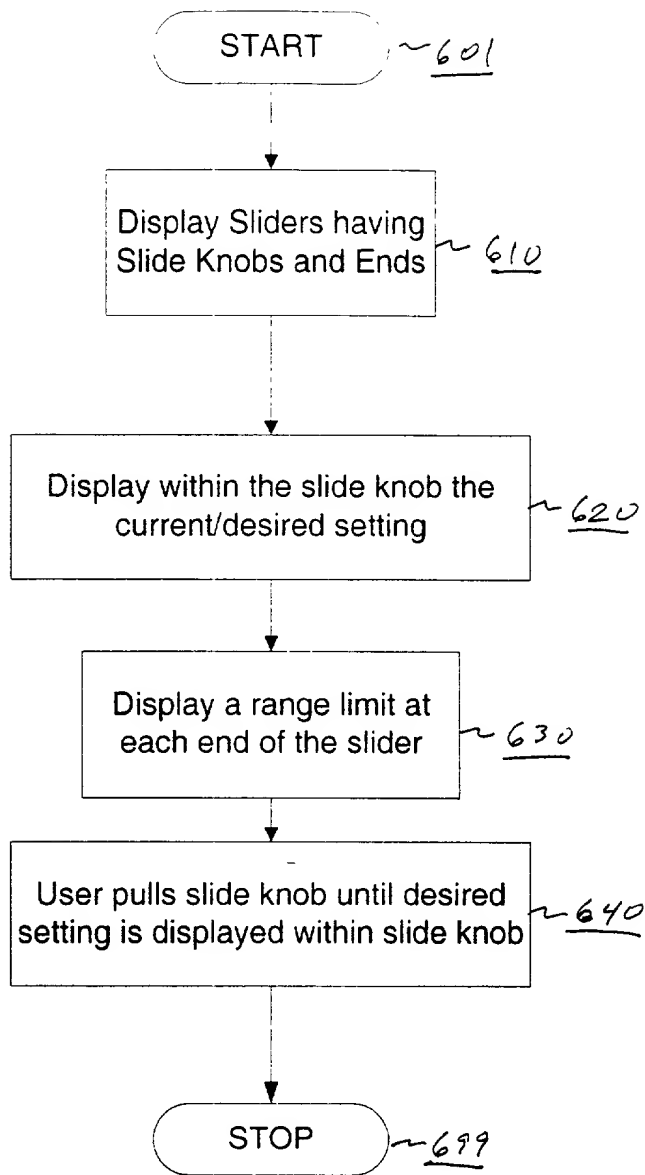 START
601
Display Sliders having
Slide Knobs and Ends
610
Display within the slide knob the
current/desired setting
620
Display a range limit at
each end of the slider
630
User pulls slide knob until desired
setting is displayed within slide knob
640
STOP
699